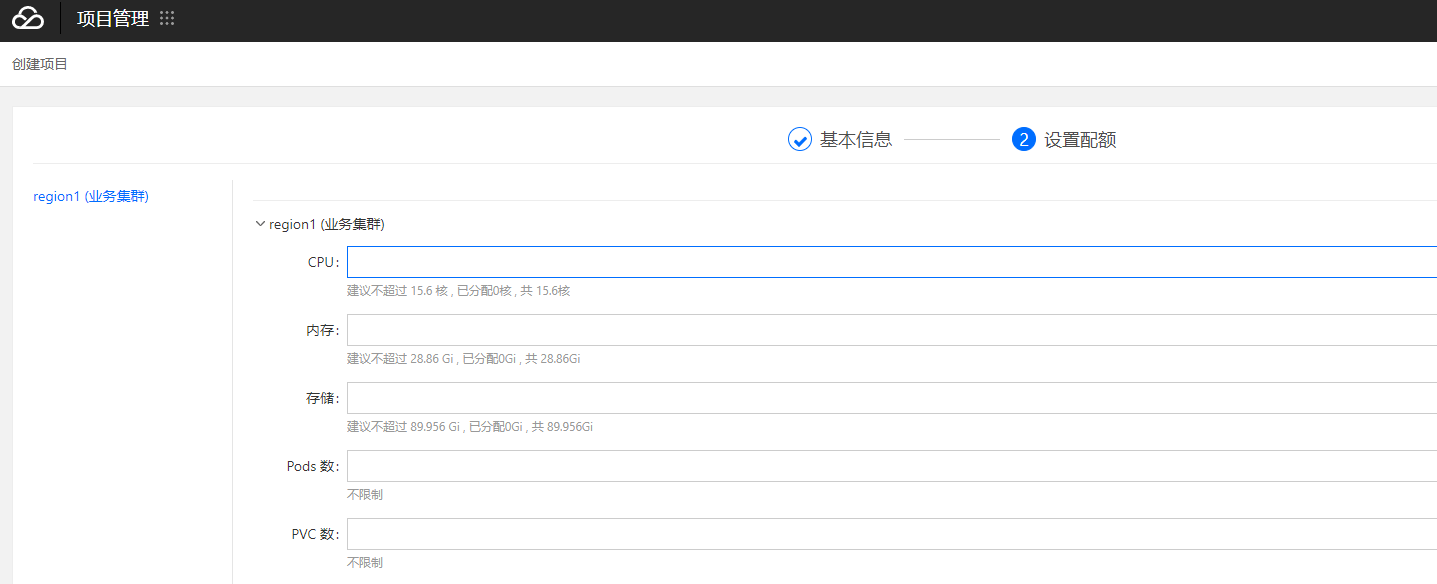 项目管理
创建项目
基本信息
2 设置配额
region1 (业务集群)
region1 (业务集群)
CPU:
建议不超过 15.6 核 , 已分配0核 , 共 15.6核
内存:
建议不超过 28.86 Gi , 已分配0Gi , 共 28.86Gi
存储:
建议不超过 89.956 Gi , 已分配0Gi , 共 89.956Gi
Pods 数:
不限制
PVC 数:
不限制